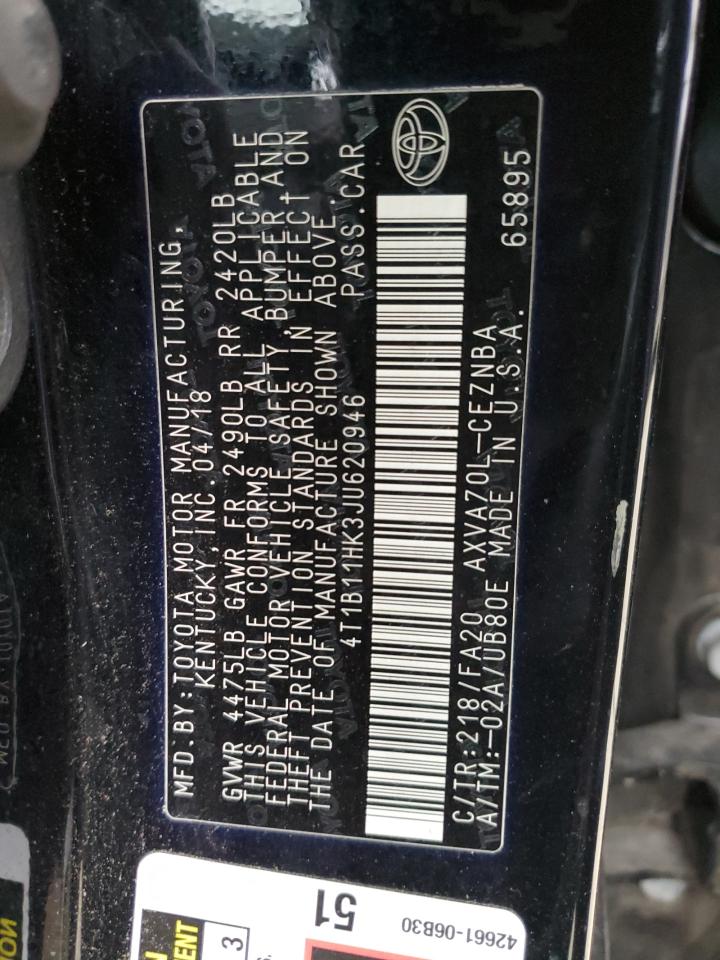 MFD.BY:TOYOTA MOTOR MANUFACTURING,
KENTUCKY,INC.04/18
GVWR 4475LB GAWR FR 2490LB RR 2420LB
THIS VEHICLE CONFORMS TO ALL APPLICABLE
FEDERAL MOTOR VEHICLE SAFETY,BUMPER AND
THEFT PREVENTION STANDARDS IN EFFECT ON
THE DATE OF MANUFACTURE SHOWN ABOVE.
4T1B11HK3JU620946 PASS.CAR
C/TR:218/FA20 AXVA70L-CEZNBA
A/TM:-02A/UB80E MADE IN U.S.A. 65895
51
42661-06B30
3